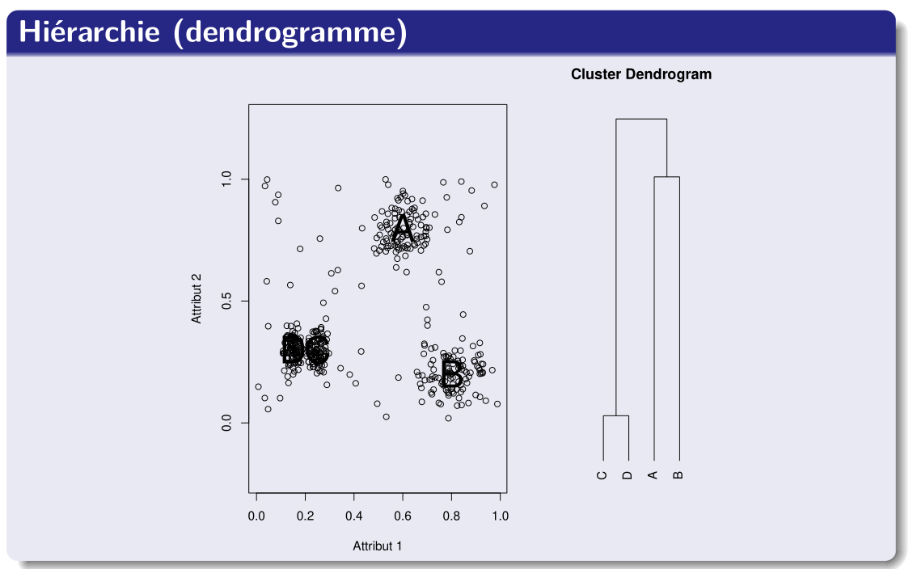 Hiérarchie (dendrogramme)
Cluster Dendrogram
Attribut 2
1.0
0.5
0.0
A
D C
B
0.0 0.2 0.4 0.6 0.8 1.0
Attribut 1
C D A B